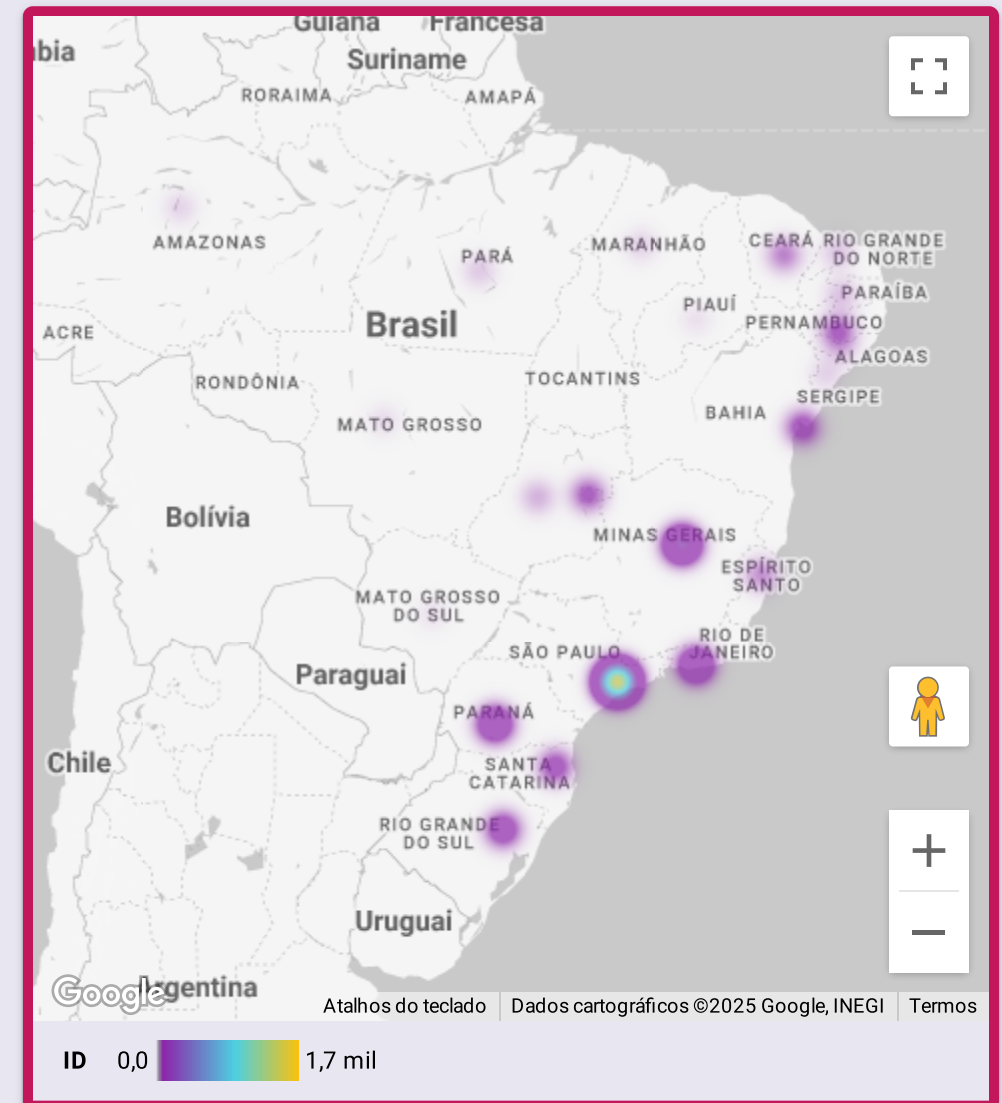 Guiana
Francesa
bia
Suriname
RORAIMA
AMAPÁ
AMAZONAS
PARÁ
MARANHÃO
CEARÁ
RIO GRANDE
DO NORTE
PARAÍBA
PIAUÍ
PERNAMBUCO
Brasil
ACRE
ALAGOAS
RONDÔNIA
TOCANTINS
SERGIPE
BAHIA
MATO GROSSO
Bolívia
MINAS GERAIS
ESPÍRITO
SANTO
MATO GROSSO
DO SUL
RIO DE
JANEIRO
SÃO PAULO
Paraguai
PARANÁ
Chile
SANTA
CATARINA
RIO GRANDE
DO SUL
Uruguai
Argentina
Google
Atalhos do teclado
Dados cartográficos ©2025 Google, INEGI
Termos
ID 0,0 1,7 mil